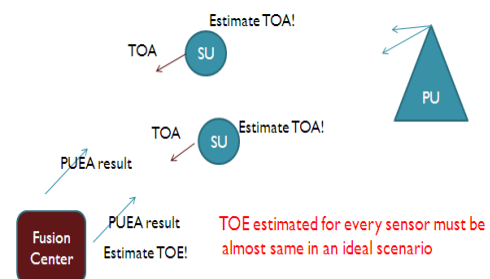 Estimate TOA!
TOA
SU
PU
TOA
SU
Estimate TOA!
PUEA result
PUEA result
Estimate TOE!
Fusion
Center
TOE estimated for every sensor must be
almost same in an ideal scenario